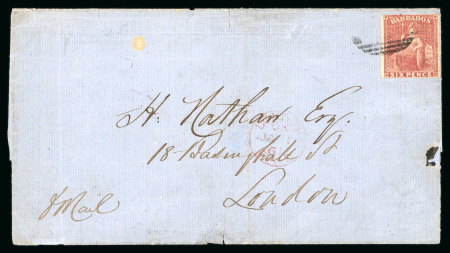 BARBADOS
SIX PENCE
H. Nathan Esq.
18 Basinghall St
London
p Mail